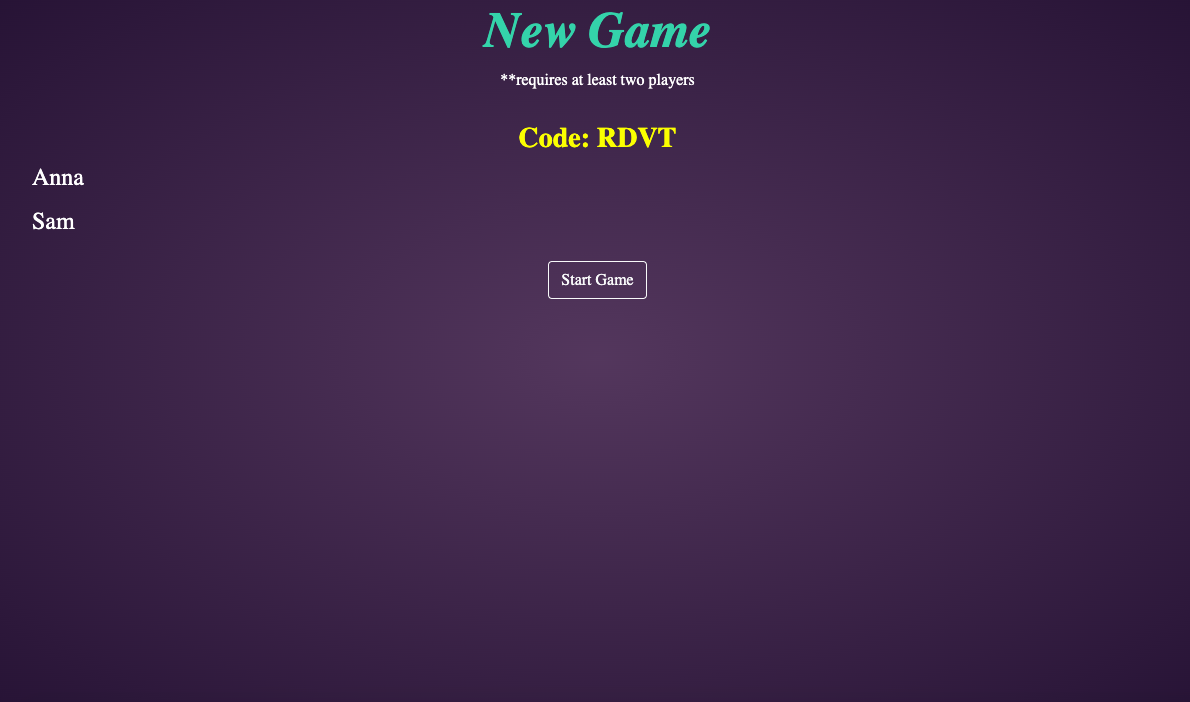 New Game
**requires at least two players
Code: RDVT
Anna
Sam
Start Game